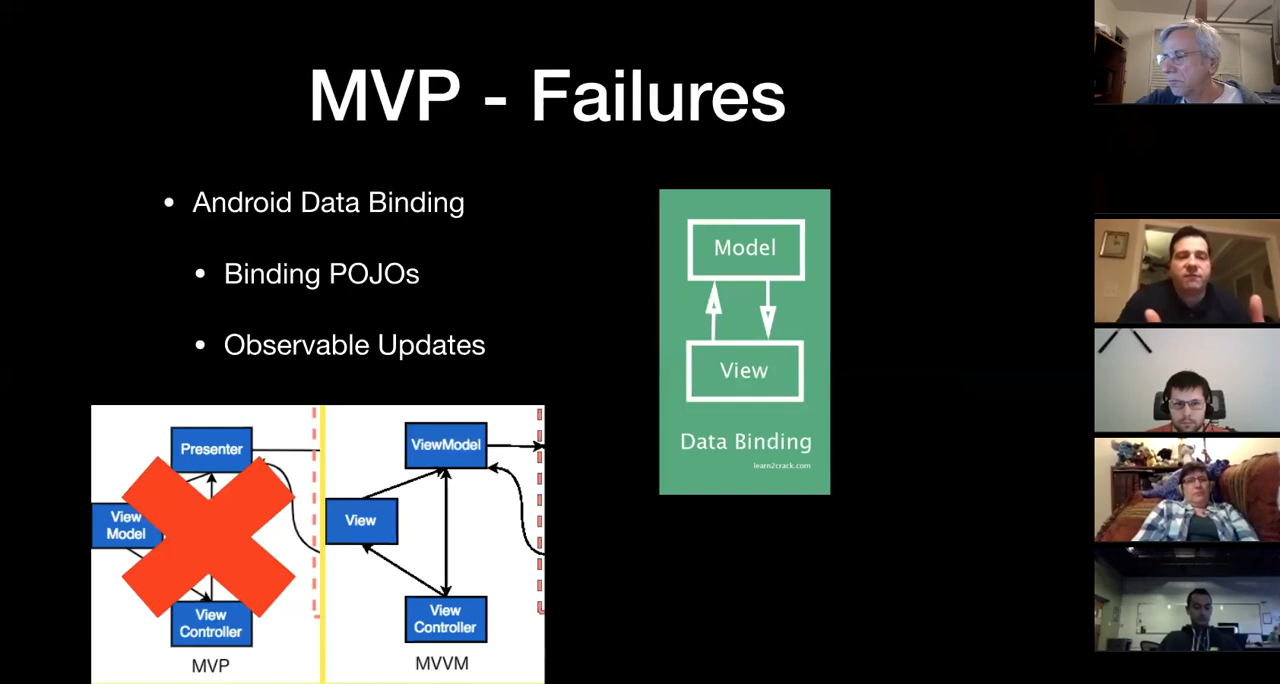 MVP - Failures
• Android Data Binding
• Binding POJOs
• Observable Updates
Model
View
Data Binding
learn2crack.com
Presenter
View
Model
View
Controller
MVP
ViewModel
View
View
Controller
MVVM